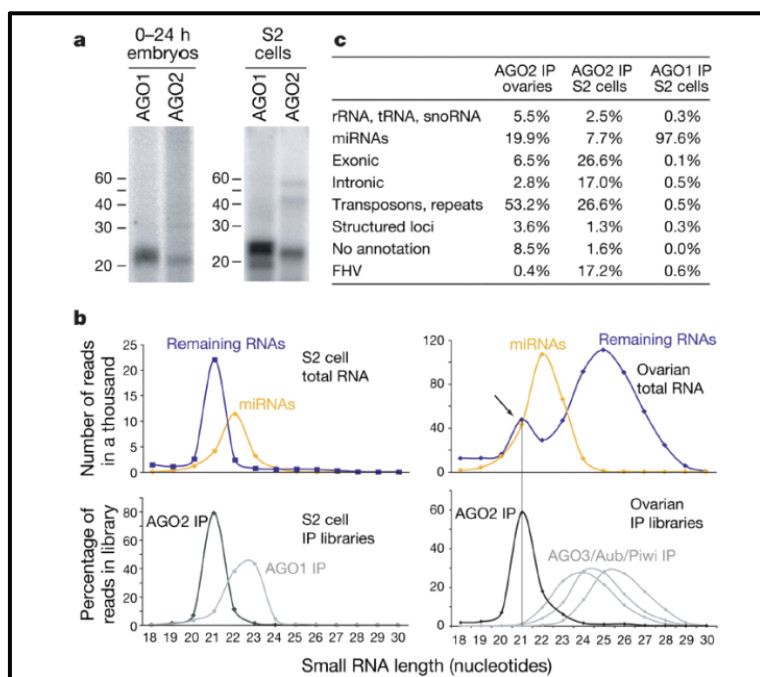 a
0–24 h
embryos
S2
cells
AGO1
AGO2
AGO1
AGO2
60
40
30
20
60
40
30
20
c
AGO2 IP ovaries AGO2 IP S2 cells AGO1 IP S2 cells
rRNA, tRNA, snoRNA 5.5% 2.5% 0.3%
miRNAs 19.9% 7.7% 97.6%
Exonic 6.5% 26.6% 0.1%
Intronic 2.8% 17.0% 0.5%
Transposons, repeats 53.2% 26.6% 0.5%
Structured loci 3.6% 1.3% 0.3%
No annotation 8.5% 1.6% 0.0%
FHV 0.4% 17.2% 0.6%
b
Number of reads
in a thousand
25
20
15
10
5
0
Remaining RNAs
S2 cell
total RNA
miRNAs
120
80
40
0
miRNAs
Remaining RNAs
Ovarian
total RNA
Percentage of
reads in library
80
60
40
20
0
AGO2 IP
S2 cell
IP libraries
AGO1 IP
18 19 20 21 22 23 24 25 26 27 28 29 30
60
40
20
0
AGO2 IP
Ovarian
IP libraries
AGO3/Aub/Piwi IP
18 19 20 21 22 23 24 25 26 27 28 29 30
Small RNA length (nucleotides)